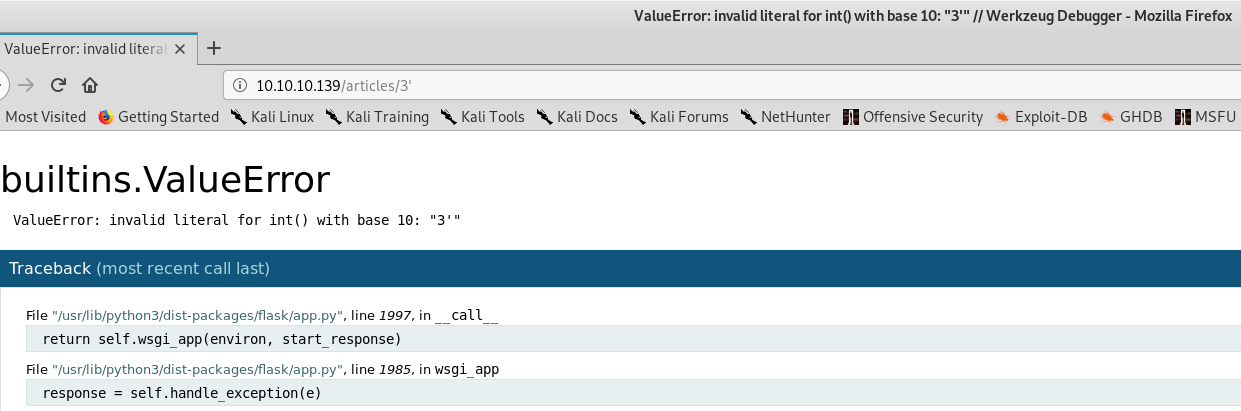 ValueError: invalid literal for int() with base 10: "3'" // Werkzeug Debugger - Mozilla Firefox
ValueError: invalid literal
10.10.10.139/articles/3'
Most Visited Getting Started Kali Linux Kali Training Kali Tools Kali Docs Kali Forums NetHunter Offensive Security Exploit-DB GHDB MSFU
builtins.ValueError
ValueError: invalid literal for int() with base 10: "3'"
Traceback (most recent call last)
File "/usr/lib/python3/dist-packages/flask/app.py", line 1997, in __call__
return self.wsgi_app(environ, start_response)
File "/usr/lib/python3/dist-packages/flask/app.py", line 1985, in wsgi_app
response = self.handle_exception(e)